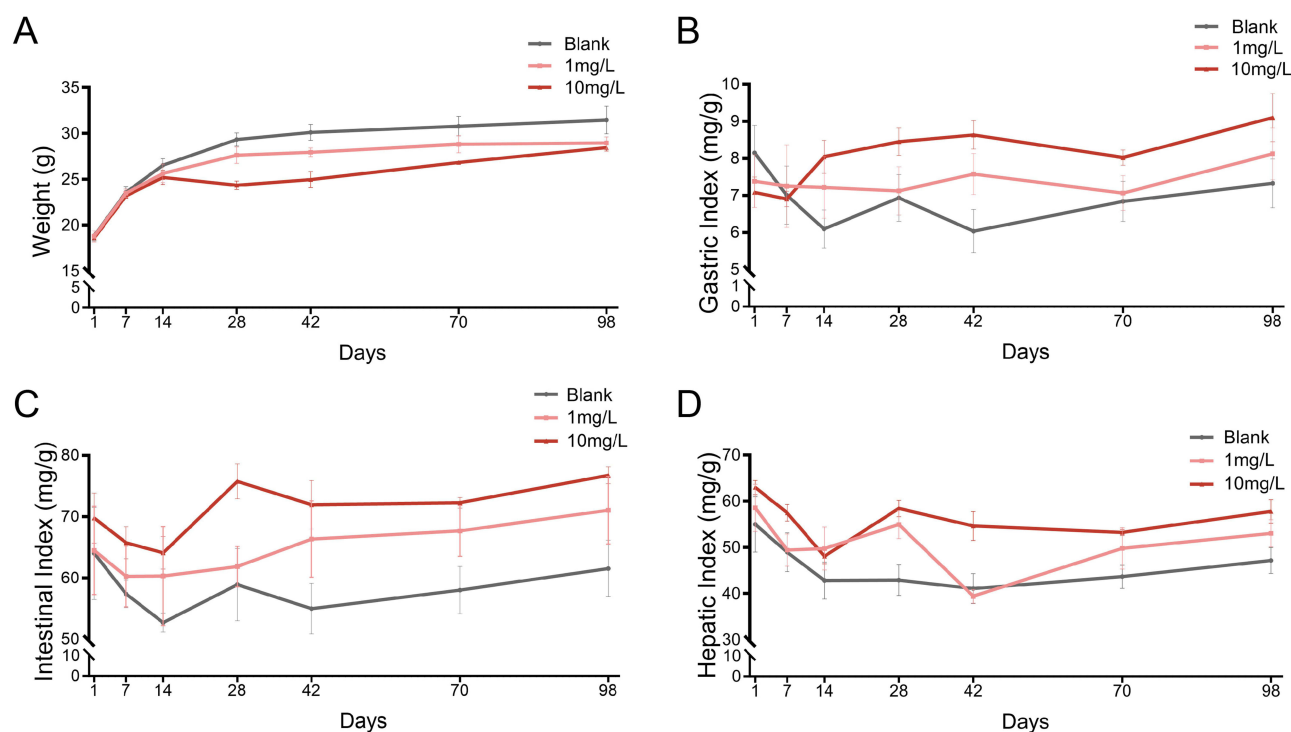 A
Blank
1mg/L
10mg/L
Weight (g)
35
30
25
20
15
5
0
1 7 14 28 42 70 98
Days
B
Blank
1mg/L
10mg/L
Gastric Index (mg/g)
10
9
8
7
6
5
1
0
1 7 14 28 42 70 98
Days
C
Blank
1mg/L
10mg/L
Intestinal Index (mg/g)
80
70
60
50
10
0
1 7 14 28 42 70 98
Days
D
Blank
1mg/L
10mg/L
Hepatic Index (mg/g)
70
60
50
40
30
10
0
1 7 14 28 42 70 98
Days